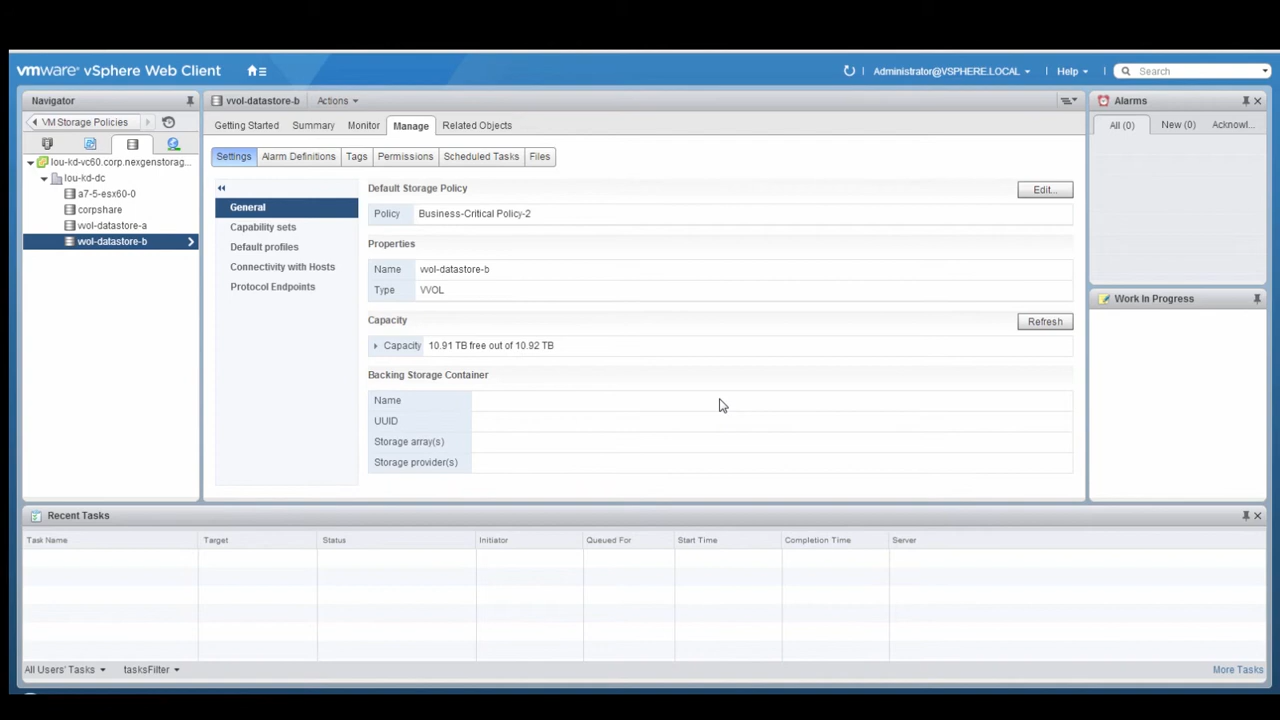 vmware® vSphere Web Client
Administrator@VSPHERE.LOCAL
Help
Search
Navigator
VM Storage Policies
lou-kd-vc60.corp.nexgenstorag...
lou-kd-dc
a7-5-esx60-0
corpshare
vvol-datastore-a
vvol-datastore-b
vvol-datastore-b
Actions
Getting Started
Summary
Monitor
Manage
Related Objects
Settings
Alarm Definitions
Tags
Permissions
Scheduled Tasks
Files
General
Capability sets
Default profiles
Connectivity with Hosts
Protocol Endpoints
Default Storage Policy
Edit...
Policy
Business-Critical Policy-2
Properties
Name
vvol-datastore-b
Type
VVOL
Capacity
Refresh
Capacity
10.91 TB free out of 10.92 TB
Backing Storage Container
Name
UUID
Storage array(s)
Storage provider(s)
Alarms
All (0)
New (0)
Acknowl...
Work In Progress
Recent Tasks
Task Name
Target
Status
Initiator
Queued For
Start Time
Completion Time
Server
All Users' Tasks
tasksFilter
More Tasks